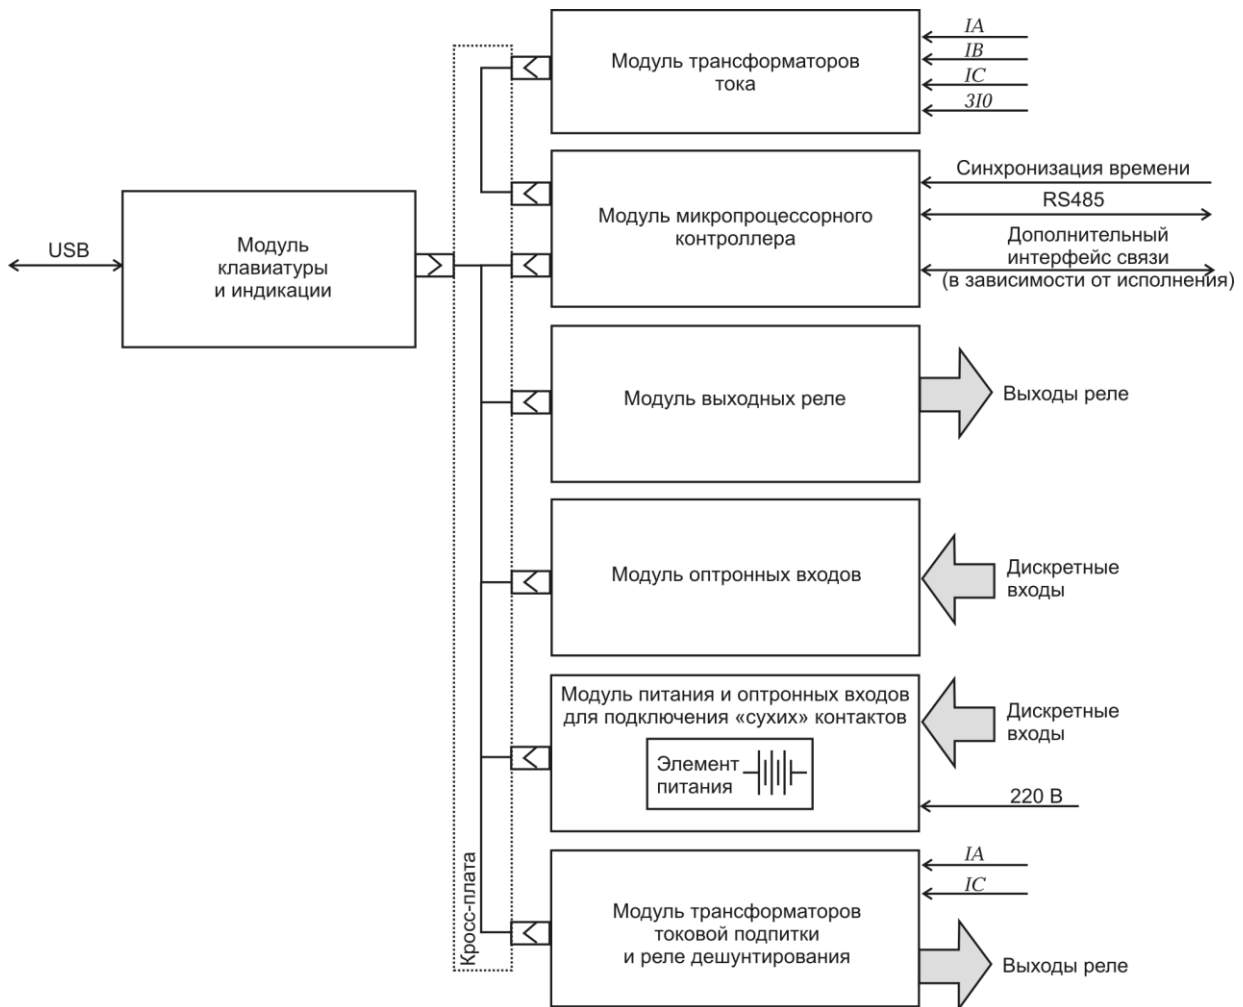 Модуль трансформаторов
тока
IA
IB
IC
3I0
Модуль микропроцессорного
контроллера
Синхронизация времени
RS485
Дополнительный
интерфейс связи
(в зависимости от исполнения)
USB
Модуль
клавиатуры
и индикации
Модуль выходных реле
Выходы реле
Модуль оптронных входов
Дискретные
входы
Модуль питания и оптронных входов
для подключения «сухих» контактов
Элемент
питания
Дискретные
входы
220 В
Кросс-плата
Модуль трансформаторов
токовой подпитки
и реле дешунтирования
IA
IC
Выходы реле